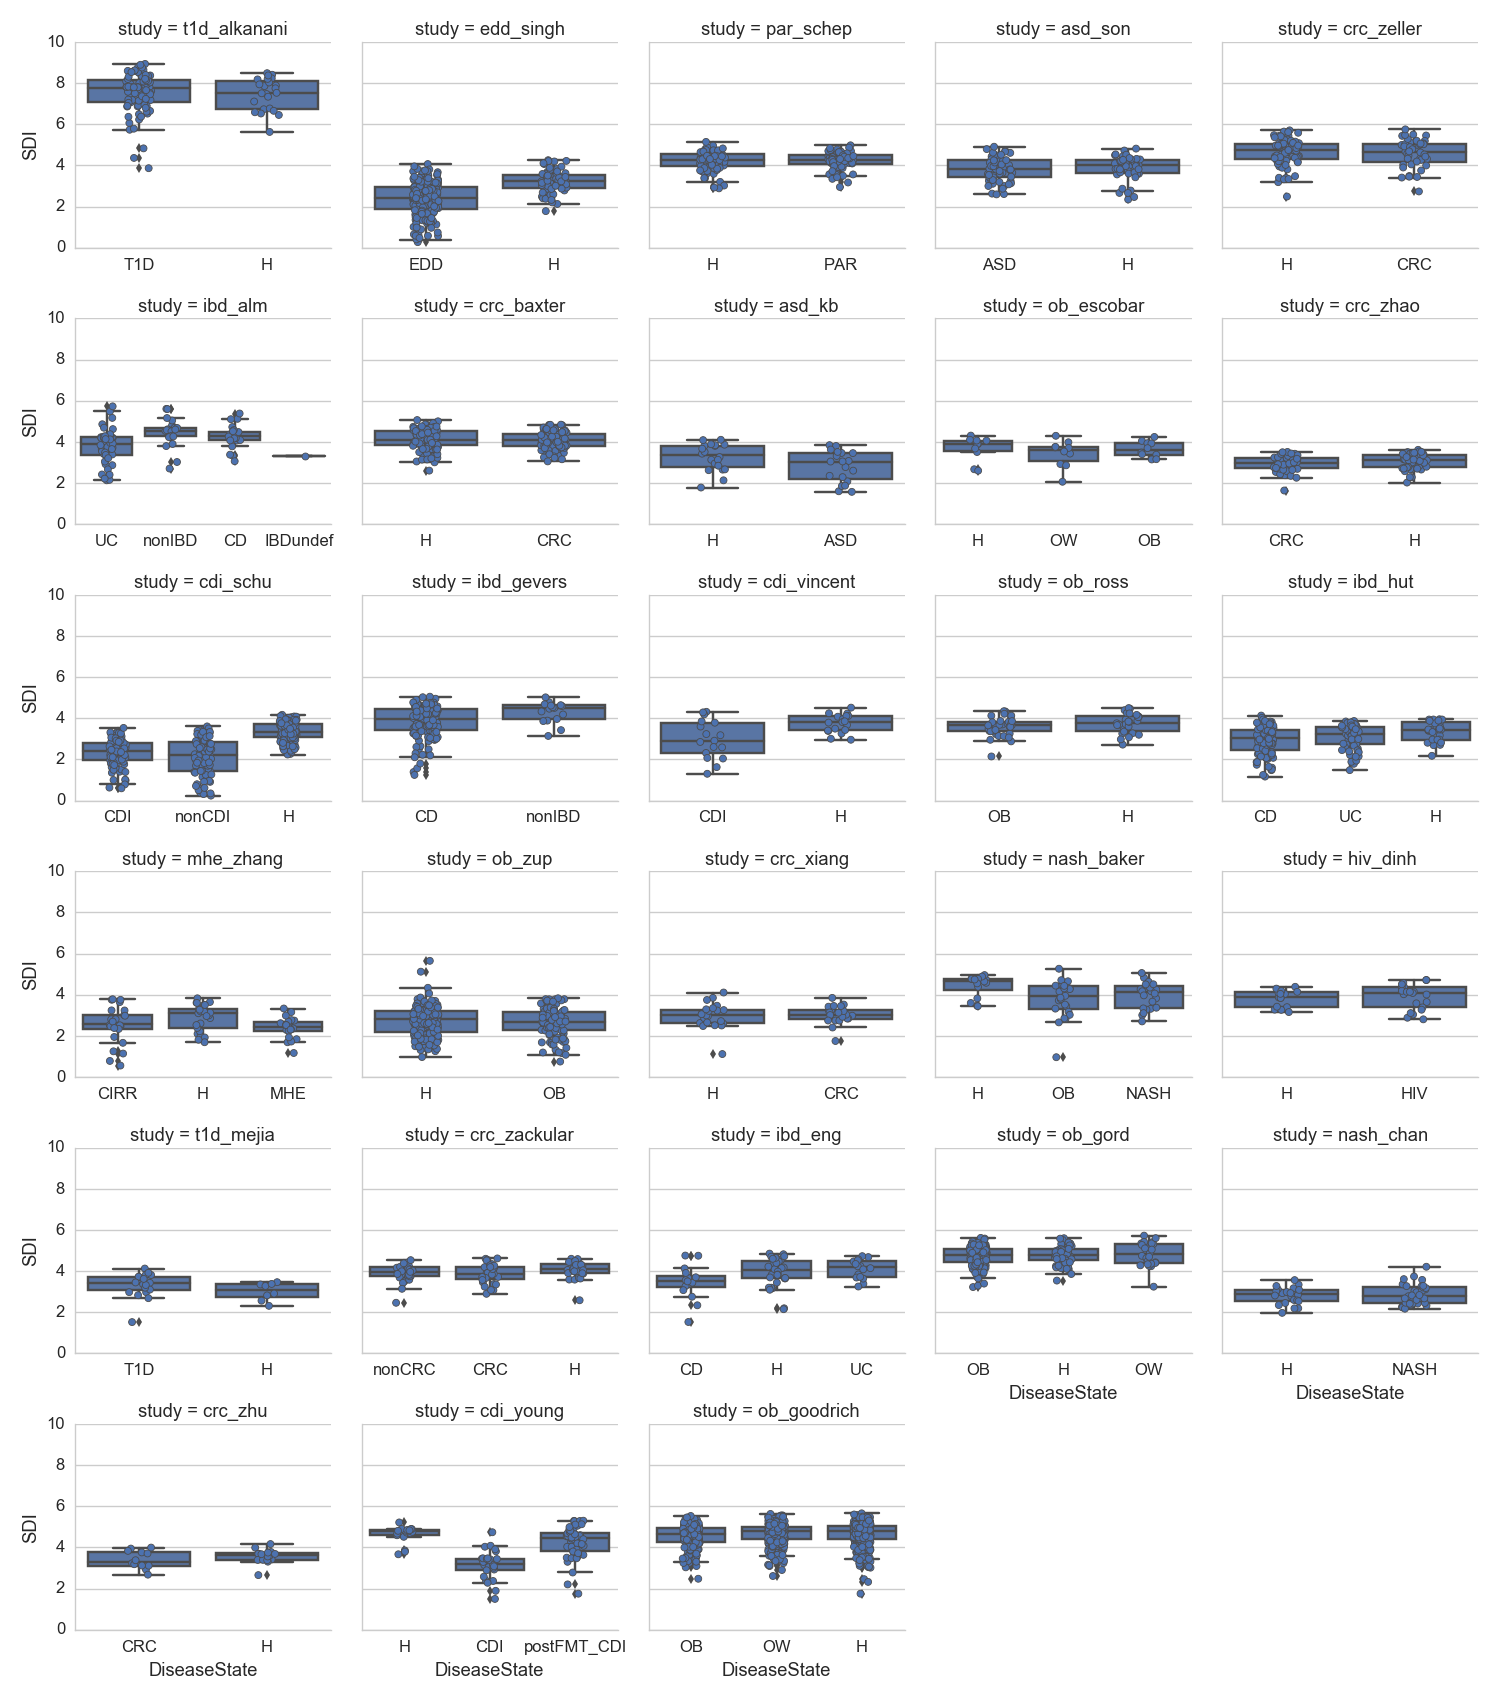 study = t1d_alkanani study = edd_singh study = par_schep study = asd_son study = crc_zeller
10
8
6
4
2
0
SDI
T1D H EDD H H PAR ASD H H CRC
study = ibd_alm study = crc_baxter study = asd_kb study = ob_escobar study = crc_zhao
10
8
6
4
2
0
SDI
UC nonIBD CD IBDundef H CRC H ASD H OW OB CRC H
study = cdi_schu study = ibd_gevers study = cdi_vincent study = ob_ross study = ibd_hut
10
8
6
4
2
0
SDI
CDI nonCDI H CD nonIBD CDI H OB H CD UC H
study = mhe_zhang study = ob_zup study = crc_xiang study = nash_baker study = hiv_dinh
10
8
6
4
2
0
SDI
CIRR H MHE H OB H CRC H OB NASH H HIV
study = t1d_mejia study = crc_zackular study = ibd_eng study = ob_gord study = nash_chan
10
8
6
4
2
0
SDI
T1D H nonCRC CRC H CD H UC OB H OW H NASH
DiseaseState DiseaseState
study = crc_zhu study = cdi_young study = ob_goodrich
10
8
6
4
2
0
SDI
CRC H H CDI postFMT_CDI OB OW H
DiseaseState DiseaseState DiseaseState